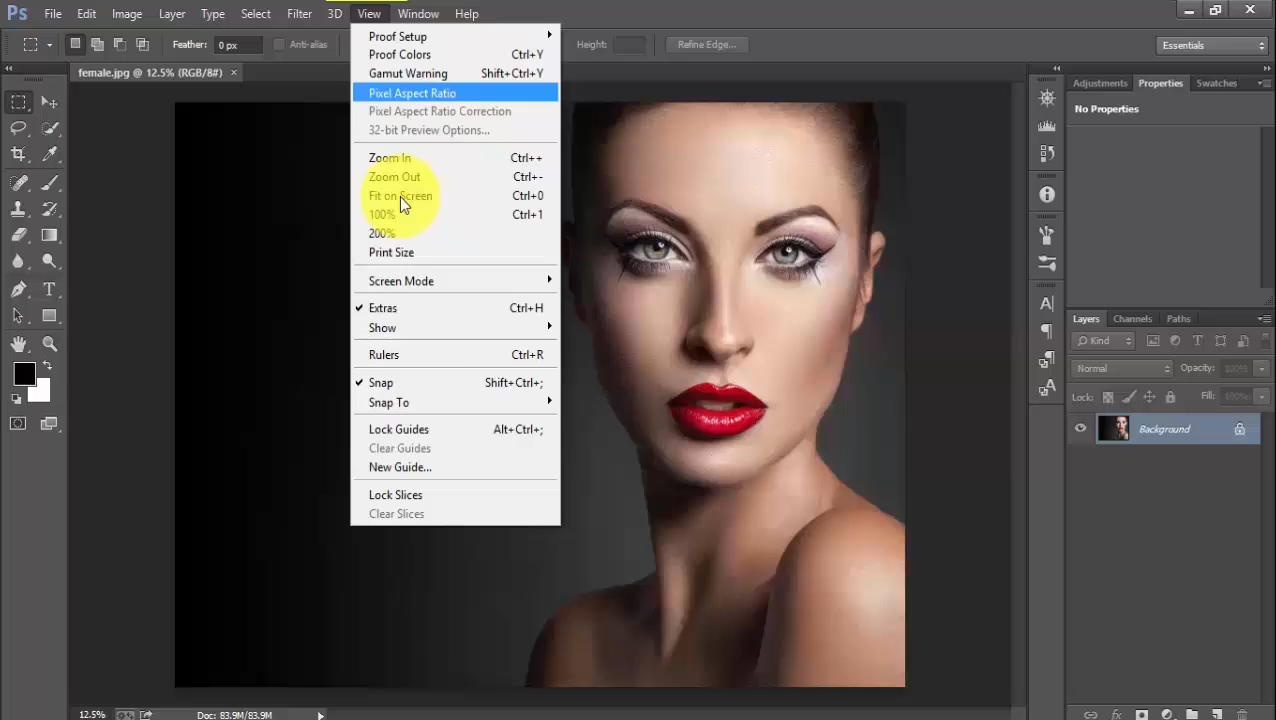 Ps File Edit Image Layer Type Select Filter 3D View Window Help
Feather: 0 px Anti-alias Height: Refine Edge... Essentials
female.jpg @ 12.5% (RGB/8#) ×
Proof Setup
Proof Colors Ctrl+Y
Gamut Warning Shift+Ctrl+Y
Pixel Aspect Ratio
Pixel Aspect Ratio Correction
32-bit Preview Options...
Zoom In Ctrl++
Zoom Out Ctrl+-
Fit on Screen Ctrl+0
100% Ctrl+1
200%
Print Size
Screen Mode
Extras Ctrl+H
Show
Rulers Ctrl+R
Snap Shift+Ctrl+;
Snap To
Lock Guides Alt+Ctrl+;
Clear Guides
New Guide...
Lock Slices
Clear Slices
Adjustments Properties Swatches
No Properties
Layers Channels Paths
Kind
Normal Opacity: 100%
Lock: Fill: 100%
Background
12.5% Doc: 83.9M/83.9M